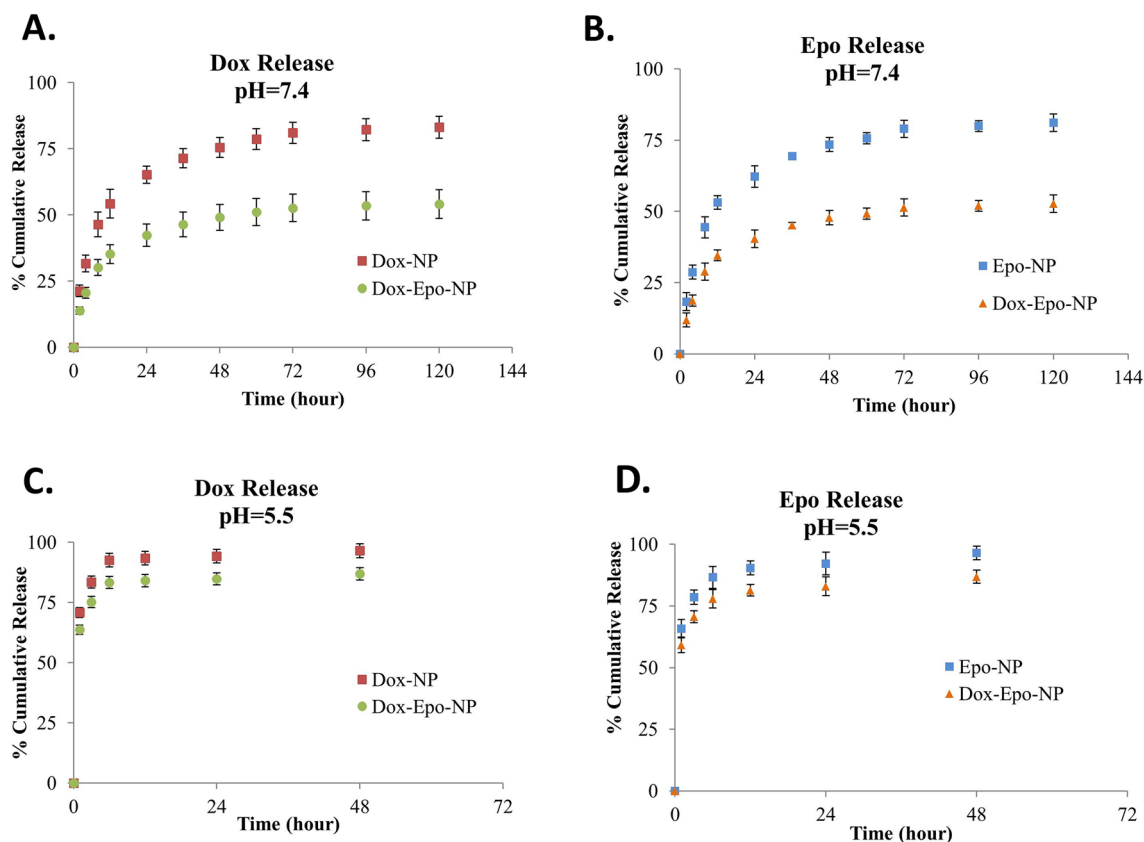 A.
Dox Release
pH=7.4
% Cumulative Release
100
75
50
25
0
0 24 48 72 96 120 144
Time (hour)
Dox-NP
Dox-Epo-NP
B.
Epo Release
pH=7.4
% Cumulative Release
100
75
50
25
0
0 24 48 72 96 120 144
Time (hour)
Epo-NP
Dox-Epo-NP
C.
Dox Release
pH=5.5
% Cumulative Release
100
75
50
25
0
0 24 48 72
Time (hour)
Dox-NP
Dox-Epo-NP
D.
Epo Release
pH=5.5
% Cumulative Release
100
75
50
25
0
0 24 48 72
Time (hour)
Epo-NP
Dox-Epo-NP